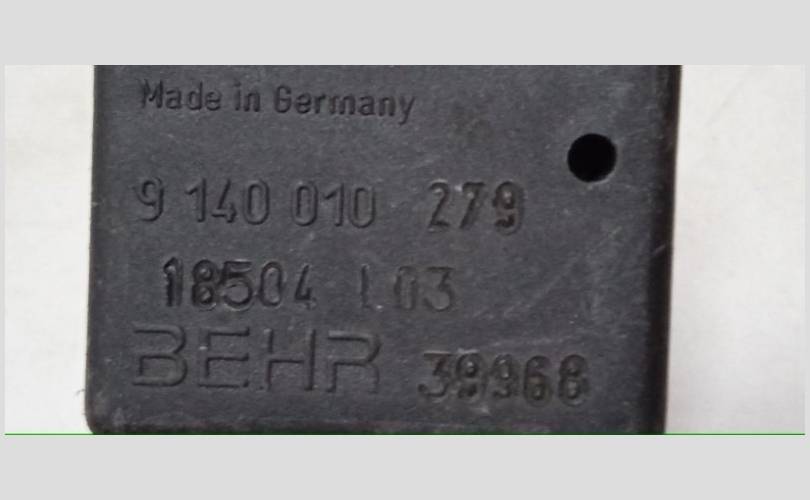 Made in Germany
9 140 010 279
18504 L03
BEHR 39968